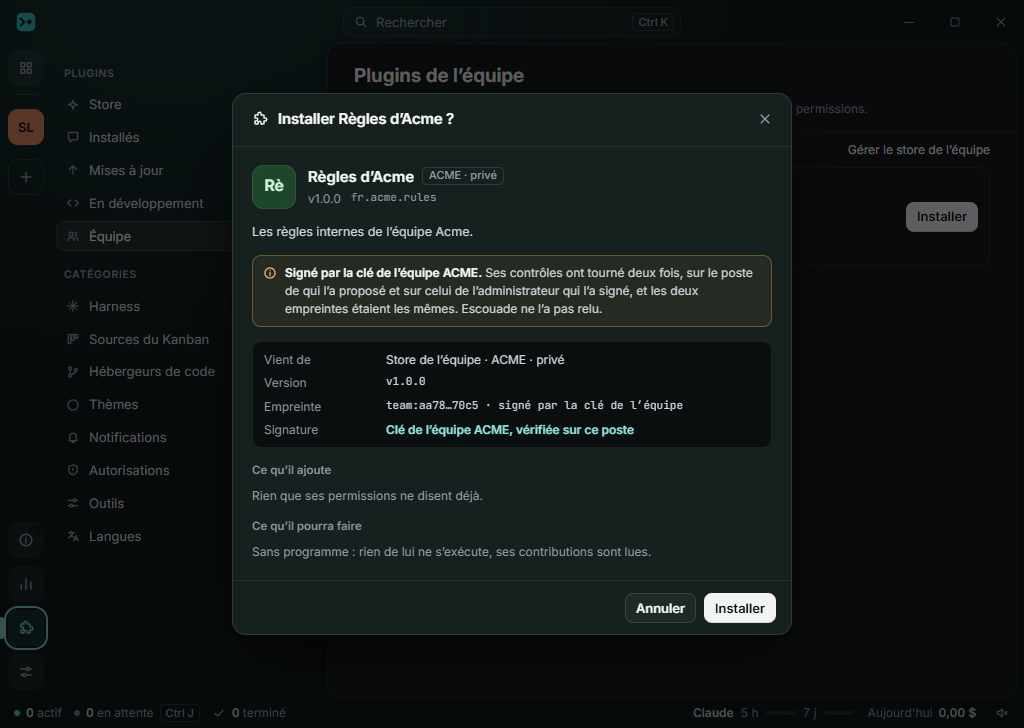 Rechercher
Ctrl K
SL
PLUGINS
Store
Installés
Mises à jour
En développement
Équipe
CATÉGORIES
Harness
Sources du Kanban
Hébergeurs de code
Thèmes
Notifications
Autorisations
Outils
Langues
Plugins de l’équipe
permissions.
Gérer le store de l’équipe
Installer
Installer Règles d’Acme ?
Rè
Règles d’Acme
ACME · privé
v1.0.0 fr.acme.rules
Les règles internes de l’équipe Acme.
Signé par la clé de l’équipe ACME. Ses contrôles ont tourné deux fois, sur le poste
de qui l’a proposé et sur celui de l’administrateur qui l’a signé, et les deux
empreintes étaient les mêmes. Escouade ne l’a pas relu.
Vient de Store de l’équipe · ACME · privé
Version v1.0.0
Empreinte team:aa78…70c5 · signé par la clé de l’équipe
Signature Clé de l’équipe ACME, vérifiée sur ce poste
Ce qu’il ajoute
Rien que ses permissions ne disent déjà.
Ce qu’il pourra faire
Sans programme : rien de lui ne s’exécute, ses contributions sont lues.
Annuler
Installer
0 actif 0 en attente Ctrl J 0 terminé
Claude 5 h 7 j Aujourd’hui 0,00 $